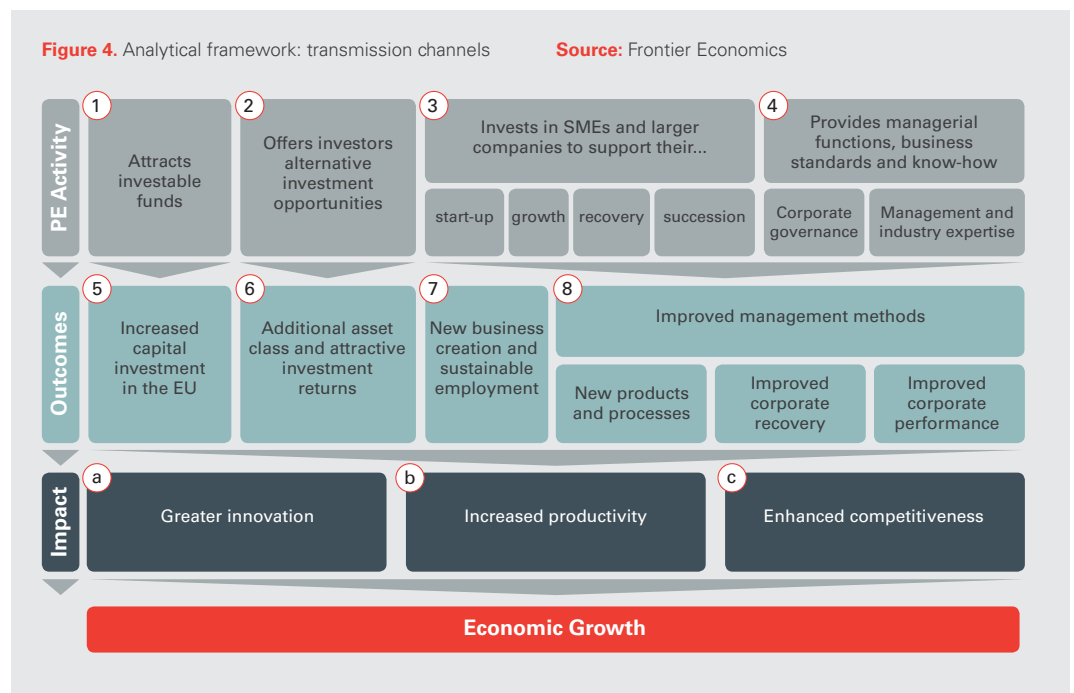 Figure 4. Analytical framework: transmission channels
Source: Frontier Economics
PE Activity
1
Attracts
investable
funds
2
Offers investors
alternative
investment
opportunities
3
Invests in SMEs and larger
companies to support their...
start-up
growth
recovery
succession
4
Provides managerial
functions, business
standards and know-how
Corporate
governance
Management and
industry expertise
Outcomes
5
Increased
capital
investment
in the EU
6
Additional asset
class and attractive
investment
returns
7
New business
creation and
sustainable
employment
8
Improved management methods
New products
and processes
Improved
corporate
recovery
Improved
corporate
performance
Impact
a
Greater innovation
b
Increased productivity
c
Enhanced competitiveness
Economic Growth